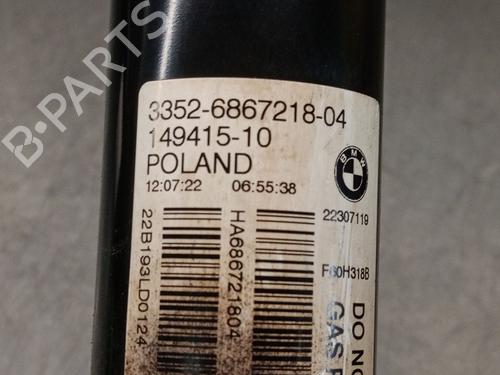 3352-6867218-04
149415-10
POLAND
12:07:22 06:55:38
BMW
22307119
F60H318B
22B193LD0124
HA686721804
DO NO
GAS
B-PARTS